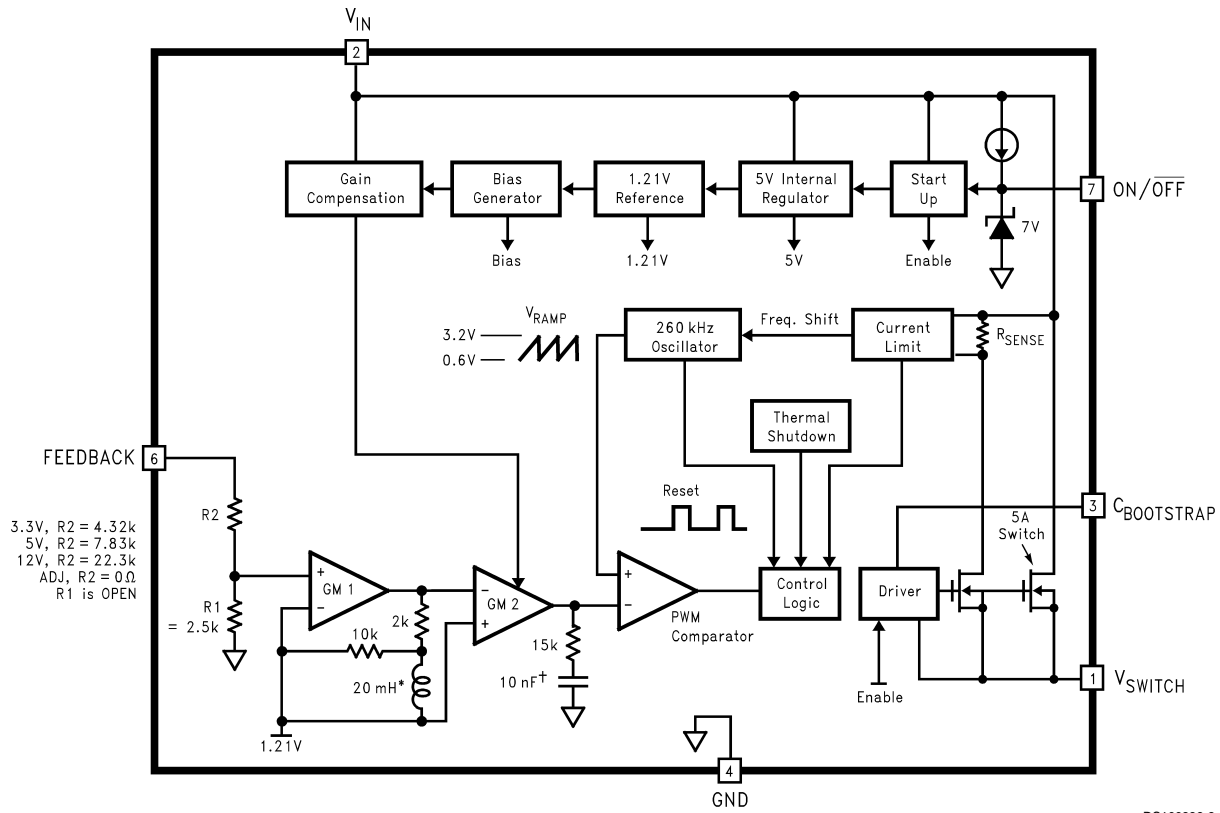 V_IN
2
Gain Compensation
Bias Generator
1.21V Reference
5V Internal Regulator
Start Up
7
ON/O̅F̅F̅
7V
Bias
1.21V
5V
Enable
V_RAMP
3.2V
0.6V
260 kHz Oscillator
Freq. Shift
Current Limit
R_SENSE
Thermal Shutdown
FEEDBACK
6
R2
3.3V, R2 = 4.32k
5V, R2 = 7.83k
12V, R2 = 22.3k
ADJ, R2 = 0Ω
R1 is OPEN
R1
= 2.5k
Reset
3
C_BOOTSTRAP
5A
Switch
+
GM 1
−
2k
10k
20 mH*
1.21V
−
GM 2
+
15k
10 nF†
+
−
PWM
Comparator
Control Logic
Driver
Enable
1
V_SWITCH
4
GND